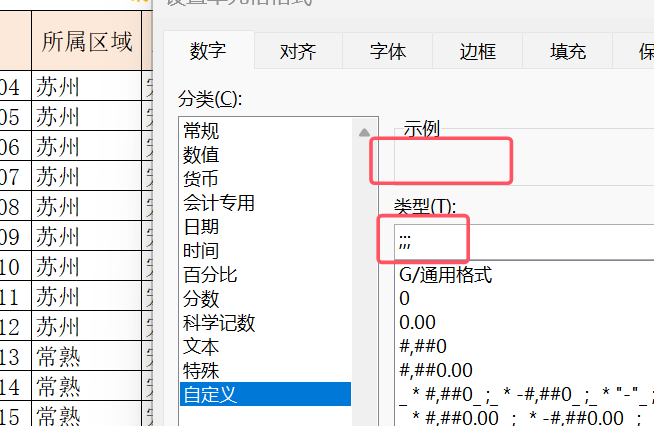 设置单元格格式
数字 对齐 字体 边框 填充 保
所属区域
分类(C):
常规
数值
货币
会计专用
日期
时间
百分比
分数
科学记数
文本
特殊
自定义
示例
类型(T):
;;;
G/通用格式
0
0.00
#,##0
#,##0.00
_ * #,##0_ ;_ * -#,##0_ ;_ * "-"_ ;
_ * #,##0.00_ ;_ * -#,##0.00_ ;
04 苏州
05 苏州
06 苏州
07 苏州
08 苏州
09 苏州
10 苏州
11 苏州
12 苏州
13 常熟
14 常熟
15 常熟